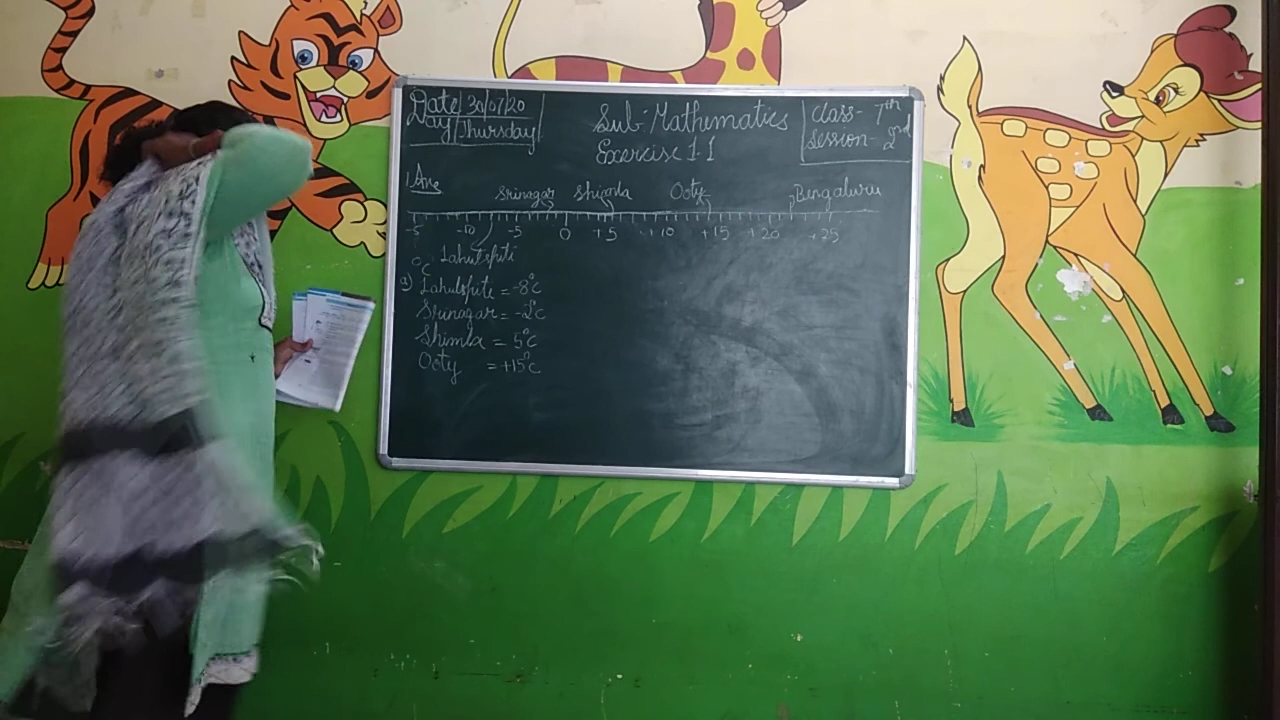 Date/30/07/20
Day/Thursday
Sub-Mathematics
Exercise 1.1
Class- 7th
Session- 2nd
1 Ans
Srinagar Shimla Ooty Bengaluru
-5 -10 -5 0 +5 +10 +15 +20 +25
°C Lahulspiti
a) Lahulspiti = -8°C
Srinagar = -2°C
Shimla = 5°C
Ooty = +15°C